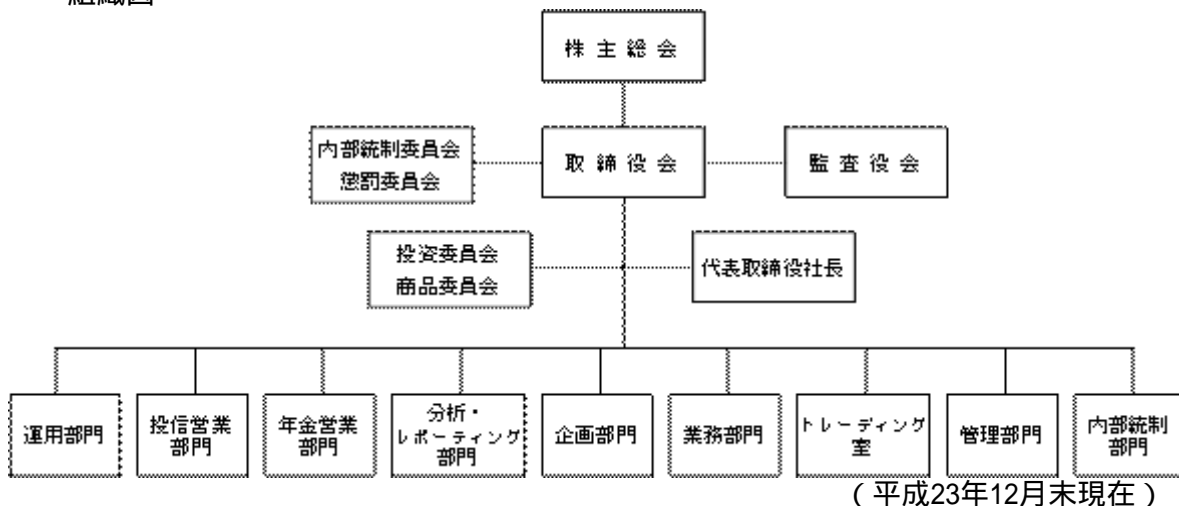 組織図
株主総会
内部統制委員会
懲罰委員会
取締役会
監査役会
投資委員会
商品委員会
代表取締役社長
運用部門
投信営業
部門
年金営業
部門
分析・
レポーティング
部門
企画部門
業務部門
トレーディング
室
管理部門
内部統制
部門
(平成23年12月末現在)